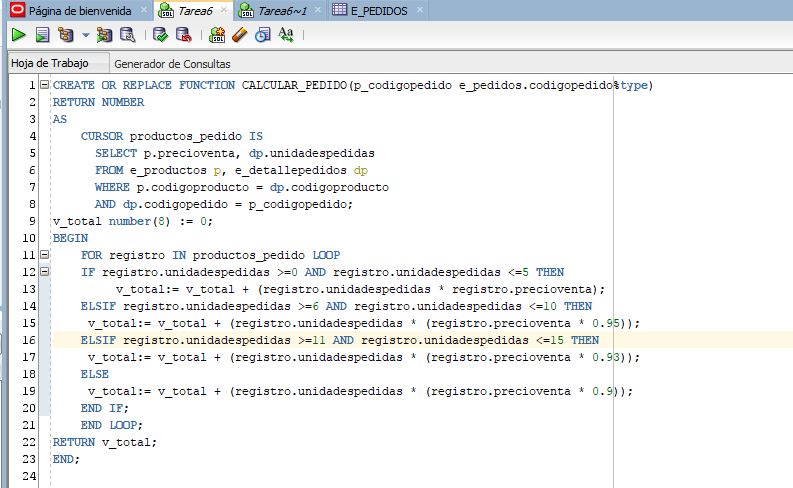 Página de bienvenida Tarea6 Tarea6~1 E_PEDIDOS
Hoja de Trabajo Generador de Consultas
1 CREATE OR REPLACE FUNCTION CALCULAR_PEDIDO(p_codigopedido e_pedidos.codigopedido%type)
2 RETURN NUMBER
3 AS
4 CURSOR productos_pedido IS
5 SELECT p.precioventa, dp.unidadespedidas
6 FROM e_productos p, e_detallepedidos dp
7 WHERE p.codigoproducto = dp.codigoproducto
8 AND dp.codigopedido = p_codigopedido;
9 v_total number(8) := 0;
10 BEGIN
11 FOR registro IN productos_pedido LOOP
12 IF registro.unidadespedidas >=0 AND registro.unidadespedidas <=5 THEN
13 v_total:= v_total + (registro.unidadespedidas * registro.precioventa);
14 ELSIF registro.unidadespedidas >=6 AND registro.unidadespedidas <=10 THEN
15 v_total:= v_total + (registro.unidadespedidas * (registro.precioventa * 0.95));
16 ELSIF registro.unidadespedidas >=11 AND registro.unidadespedidas <=15 THEN
17 v_total:= v_total + (registro.unidadespedidas * (registro.precioventa * 0.93));
18 ELSE
19 v_total:= v_total + (registro.unidadespedidas * (registro.precioventa * 0.9));
20 END IF;
21 END LOOP;
22 RETURN v_total;
23 END;
24